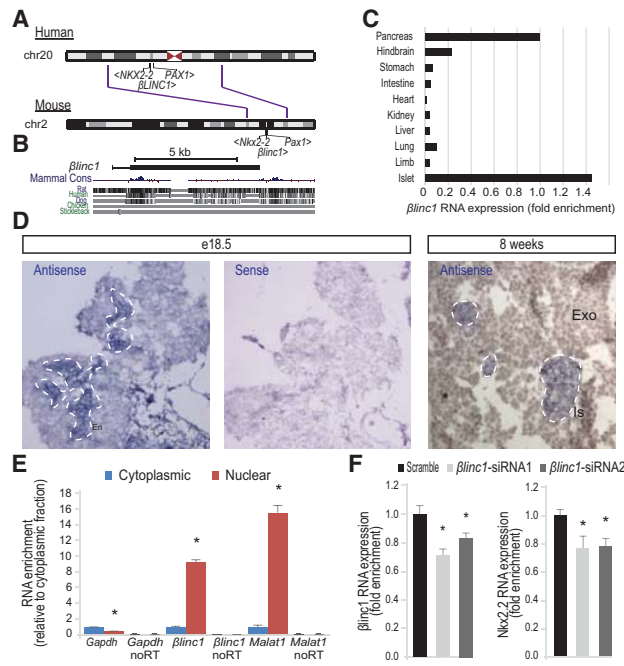 A
Human
chr20
<NKX2-2 PAX1>
βLINC1>
Mouse
chr2
<Nkx2-2 Pax1>
βlinc1>
B
5 kb
βlinc1
Mammal Cons
Rat
Human
Dog
Chicken
Stickleback
C
Pancreas
Hindbrain
Stomach
Intestine
Heart
Kidney
Liver
Lung
Limb
Islet
0 0.2 0.4 0.6 0.8 1.0 1.2 1.4
βlinc1 RNA expression (fold enrichment)
D
e18.5
8 weeks
Antisense
En
Sense
Antisense
Exo
Is
E
Cytoplasmic Nuclear
RNA enrichment
(relative to cytoplasmic fraction)
18
16
14
12
10
8
6
4
2
0
* * *
Gapdh Gapdh noRT βlinc1 βlinc1 noRT Malat1 Malat1 noRT
F
Scramble βlinc1-siRNA1 βlinc1-siRNA2
βlinc1 RNA expression
(fold enrichment)
1.2
1.0
0.8
0.6
0.4
0.2
0.0
* *
Nkx2.2 RNA expression
(fold enrichment)
1.2
1.0
0.8
0.6
0.4
0.2
0.0
* *